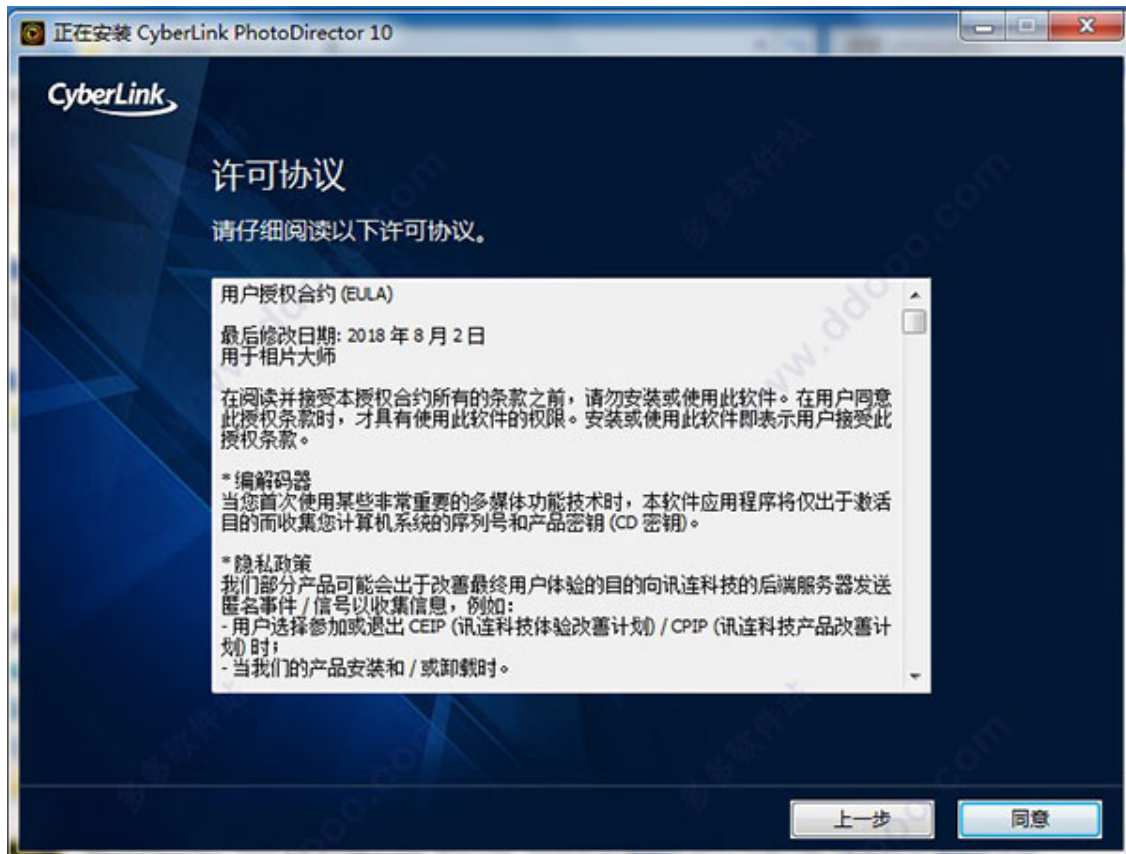 正在安装 CyberLink PhotoDirector 10
CyberLink
许可协议
请仔细阅读以下许可协议。
用户授权合约 (EULA)
最后修改日期: 2018 年 8 月 2 日
用于相片大师
在阅读并接受本授权合约所有的条款之前，请勿安装或使用此软件。在用户同意
此授权条款时，才具有使用此软件的权限。安装或使用此软件即表示用户接受此
授权条款。
* 编解码器
当您首次使用某些非常重要的多媒体功能技术时，本软件应用程序将仅出于激活
目的而收集您计算机系统的序列号和产品密钥 (CD 密钥)。
* 隐私政策
我们部分产品可能会出于改善最终用户体验的目的向讯连科技的后端服务器发送
匿名事件 / 信号以收集信息，例如：
- 用户选择参加或退出 CEIP (讯连科技体验改善计划) / CPIP (讯连科技产品改善计
划) 时；
- 当我们的产品安装和 / 或卸载时。
上一步
同意